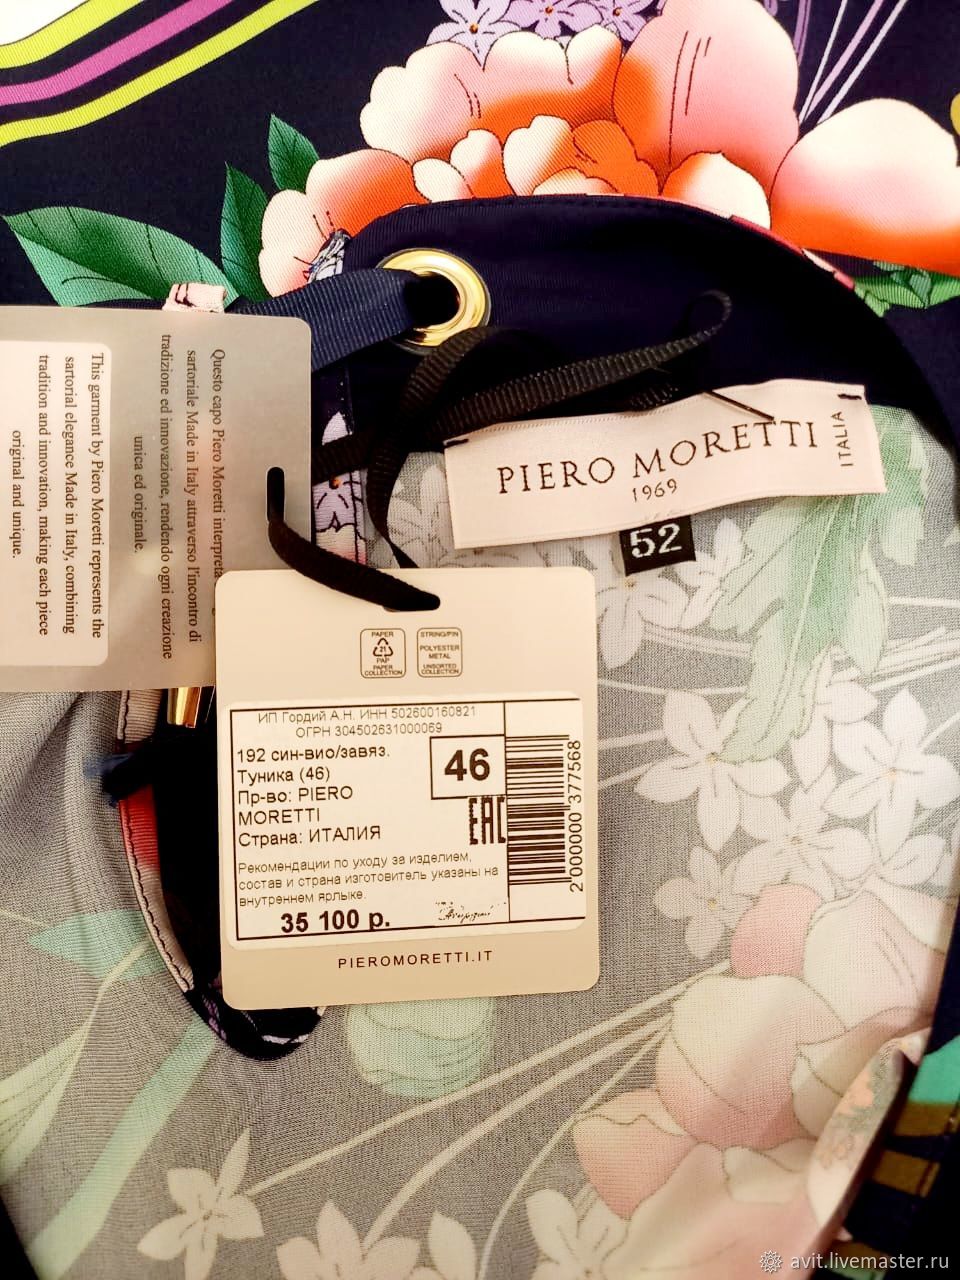 This garment by Piero Moretti represents the
sartorial elegance Made in Italy, combining
tradition and innovation, making each piece
original and unique.
Questo capo Piero Moretti interpreta
sartoriale Made in Italy attraverso l'incontro di
tradizione ed innovazione, rendendo ogni creazione
unica ed originale.
PIERO MORETTI
1969
ITALIA
52
PAPER
21
PAP
PAPER
COLLECTION
STRING/PIN
POLYESTER
METAL
UNSORTED
COLLECTION
ИП Гордий А.Н. ИНН 502600160821
ОГРН 304502631000069
192 син-вио/завяз.
Туника (46)
Пр-во: PIERO
MORETTI
Страна: ИТАЛИЯ
46
EAC
Рекомендации по уходу за изделием,
состав и страна изготовитель указаны на
внутреннем ярлыке.
35 100 р.
2 000000 377568
PIEROMORETTI.IT
avit.livemaster.ru